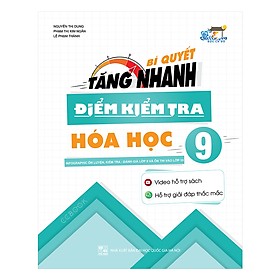 NGUYỄN THỊ DUNG
PHẠM THỊ KIM NGÂN
LÊ PHẠM THÀNH
BÍ QUYẾT
TĂNG NHANH
ĐIỂM KIỂM TRA
HÓA HỌC 9
Video hỗ trợ sách
Hỗ trợ giải đáp thắc mắc
GCBOOK
NHÀ XUẤT BẢN ĐẠI HỌC QUỐC GIA HÀ NỘI